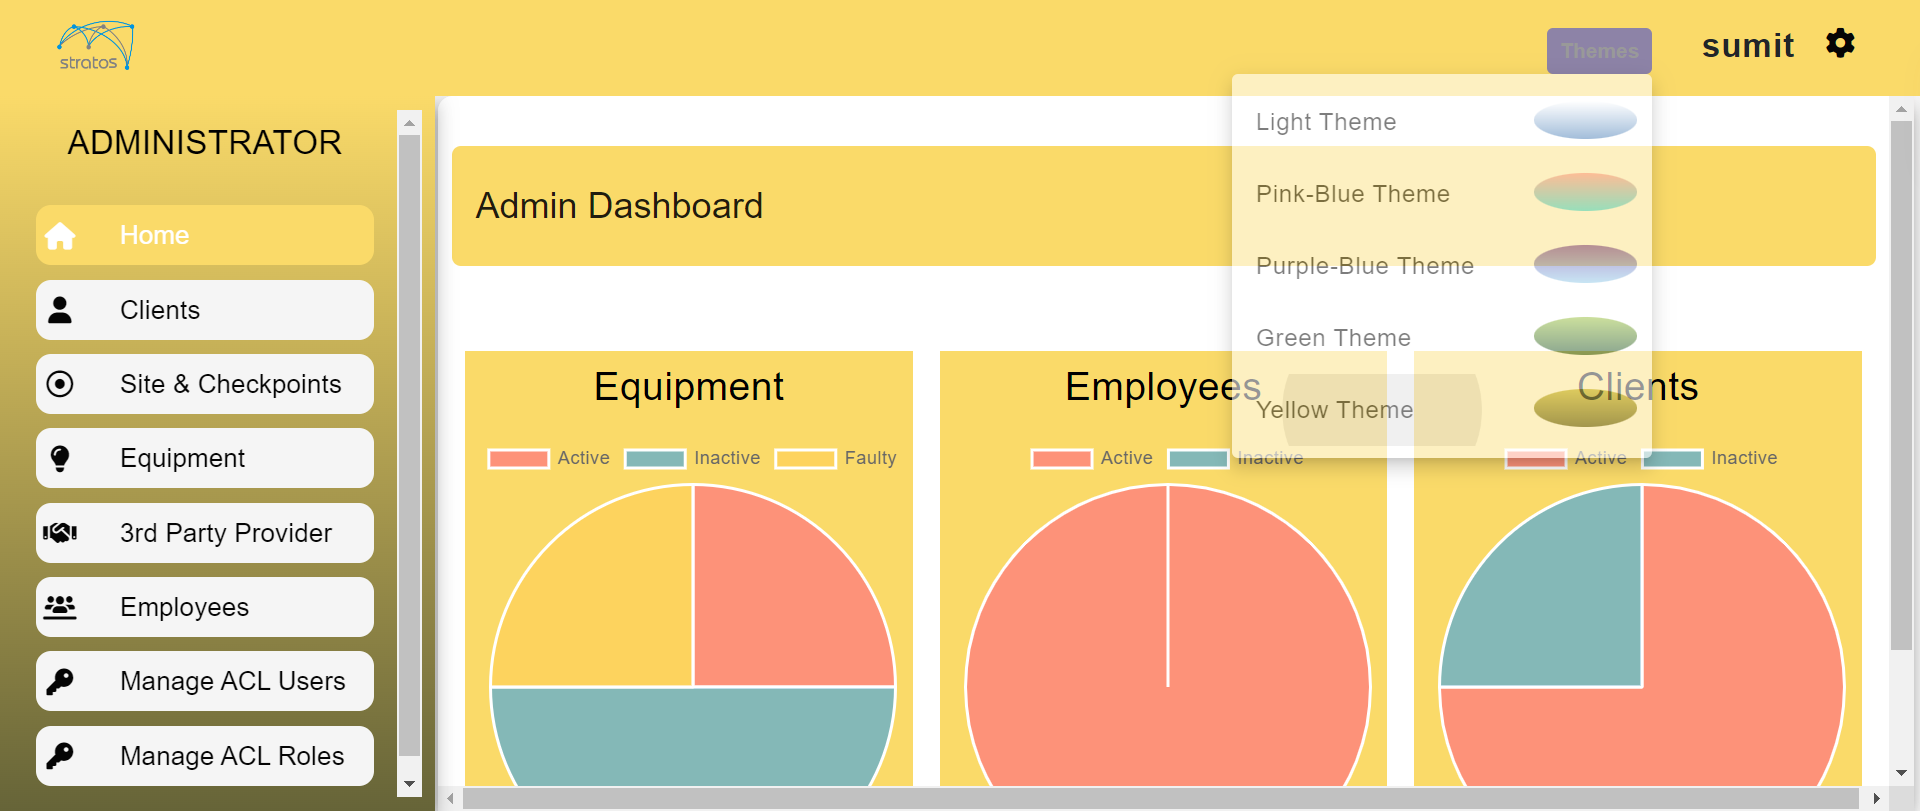 stratos
Themes
sumit
ADMINISTRATOR
Home
Clients
Site & Checkpoints
Equipment
3rd Party Provider
Employees
Manage ACL Users
Manage ACL Roles
Light Theme
Pink-Blue Theme
Purple-Blue Theme
Green Theme
Yellow Theme
Admin Dashboard
Equipment
Active Inactive Faulty
Employees
Active Inactive
Clients
Active Inactive